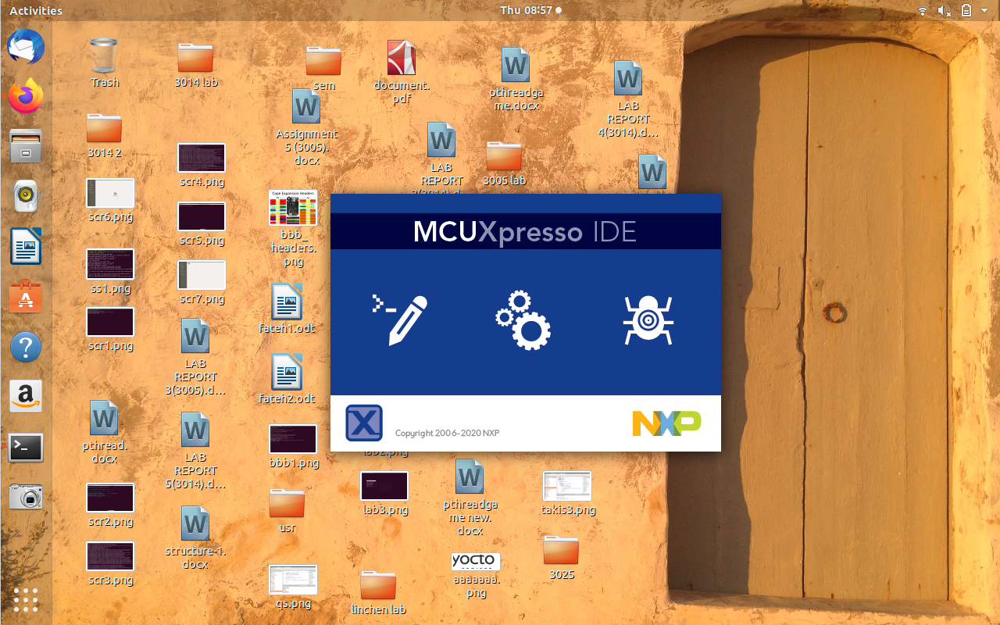 Activities
Thu 08:57
Trash
3014 lab
sem
document.
pdf
pthreadga
me.docx
LAB
REPORT
4(3014).d...
3014 2
Assignment
5 (3005).
docx
LAB
REPORT
3005 lab
scr4.png
scr6.png
scr5.png
Cape Expansion Headers
bbb_
headers.
png
ss1.png
scr7.png
fateh1.odt
scr1.png
LAB
REPORT
3(3005).d...
fateh2.odt
MCUXpresso IDE
X
Copyright 2006-2020 NXP
NXP
pthread.
docx
LAB
REPORT
5(3014).d...
bbb1.png
lab2.png
scr2.png
structure-1.
docx
usr
lab3.png
pthreadga
me new.
docx
takis3.png
scr3.png
qs.png
linchen lab
yocto
aaaaaaa.
png
3025